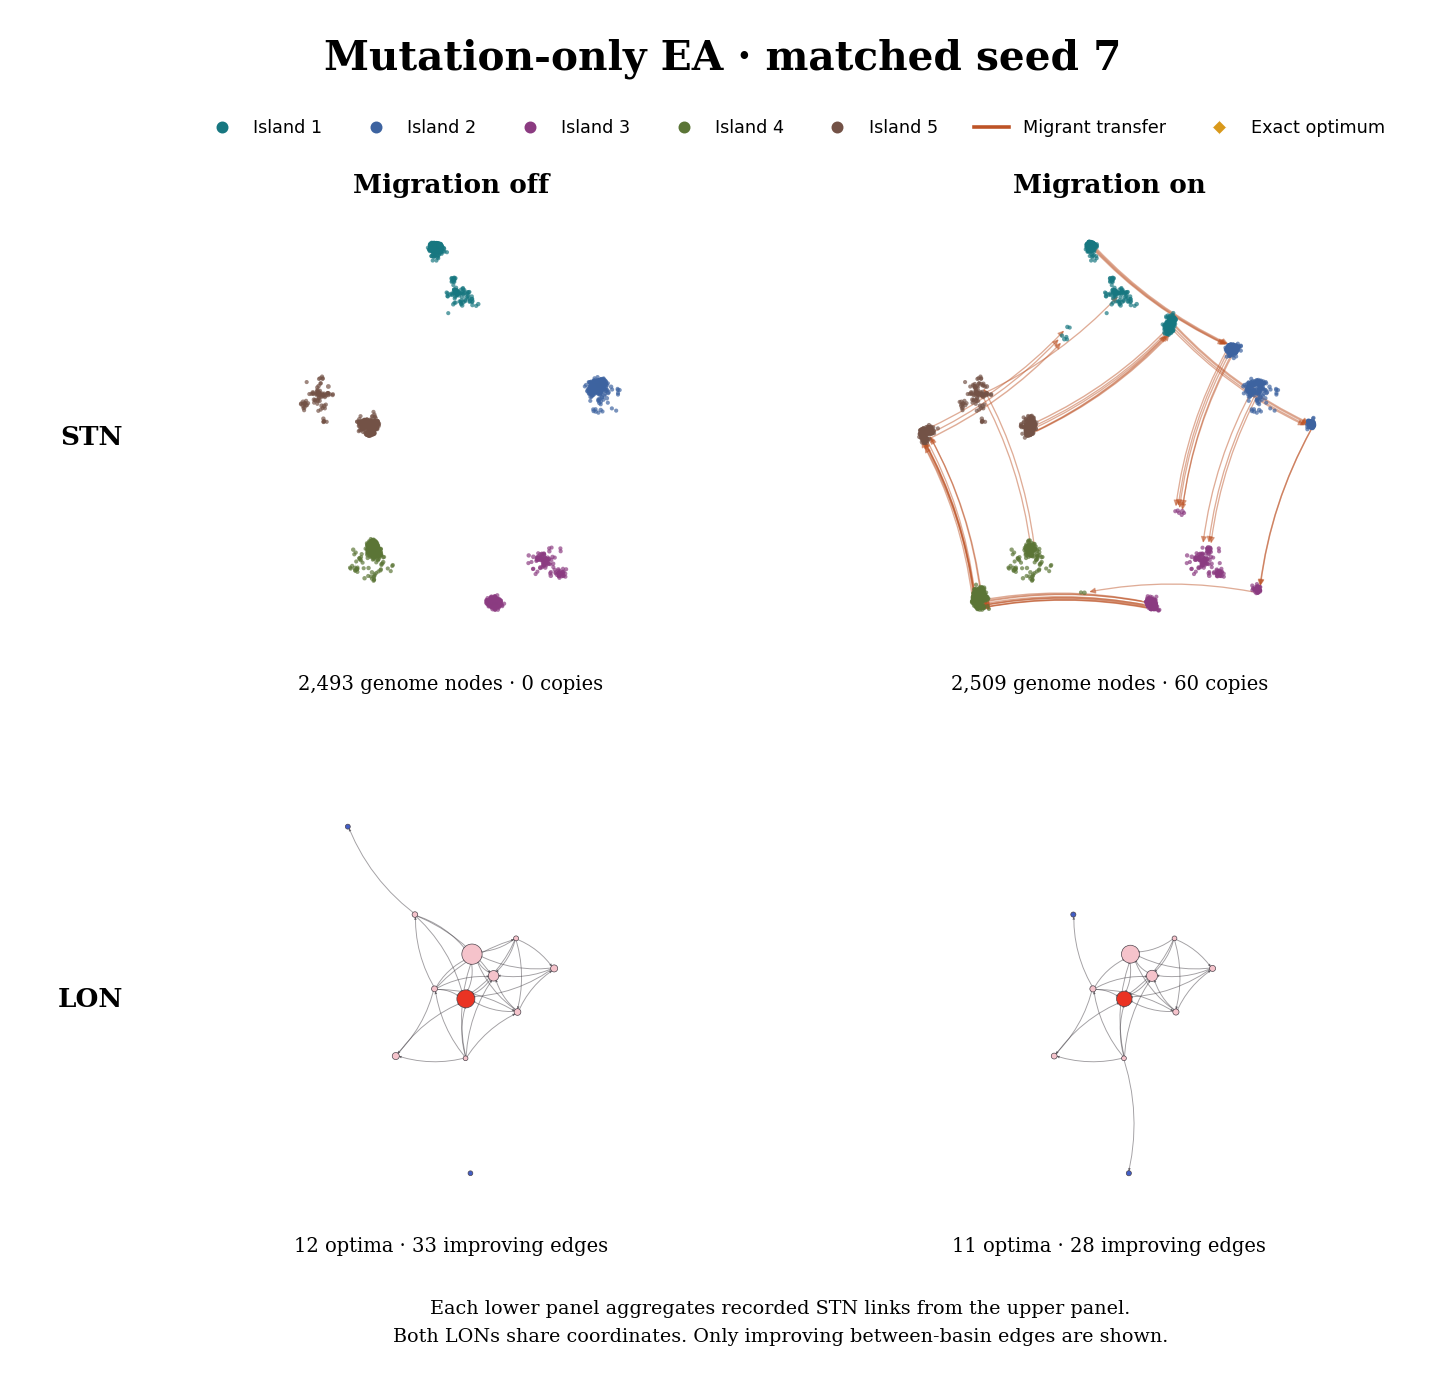 Mutation-only EA · matched seed 7
Island 1 Island 2 Island 3 Island 4 Island 5 Migrant transfer Exact optimum
Migration off Migration on
STN
2,493 genome nodes · 0 copies 2,509 genome nodes · 60 copies
LON
12 optima · 33 improving edges 11 optima · 28 improving edges
Each lower panel aggregates recorded STN links from the upper panel.
Both LONs share coordinates. Only improving between-basin edges are shown.